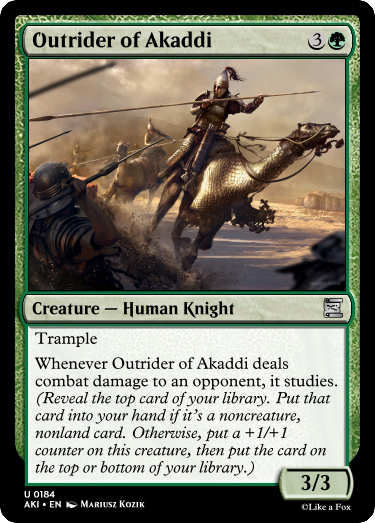 Outrider of Akaddi 3
Creature — Human Knight
Trample
Whenever Outrider of Akaddi deals
combat damage to an opponent, it studies.
(Reveal the top card of your library. Put that
card into your hand if it's a noncreature,
nonland card. Otherwise, put a +1/+1
counter on this creature, then put the card on
the top or bottom of your library.)
3/3
U 0184
AKI • EN Mariusz Kozik
©Like a Fox